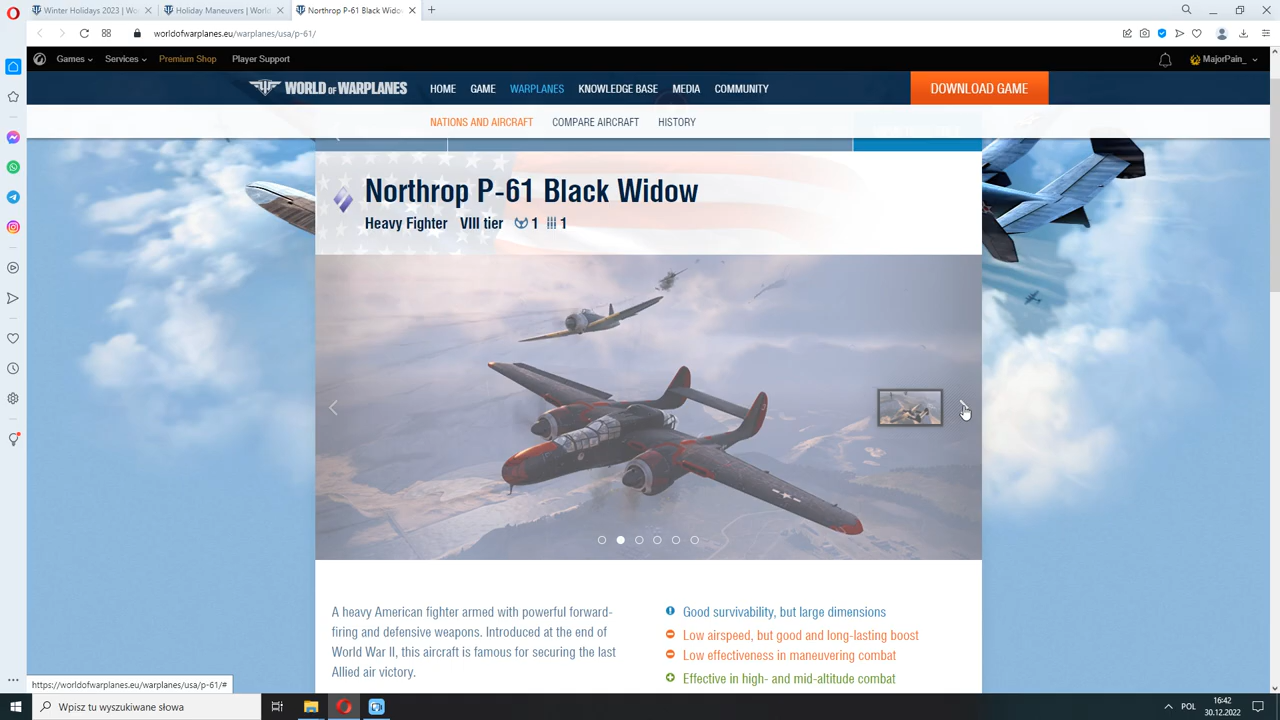 Winter Holidays 2023 | Wor
Holiday Maneuvers | World
Northrop P-61 Black Widow
worldofwarplanes.eu/warplanes/usa/p-61/
Games
Services
Premium Shop
Player Support
MajorPain_
WORLD OF WARPLANES
HOME
GAME
WARPLANES
KNOWLEDGE BASE
MEDIA
COMMUNITY
DOWNLOAD GAME
NATIONS AND AIRCRAFT
COMPARE AIRCRAFT
HISTORY
Northrop P-61 Black Widow
Heavy Fighter VIII tier 1 1
A heavy American fighter armed with powerful forward-
firing and defensive weapons. Introduced at the end of
World War II, this aircraft is famous for securing the last
Allied air victory.
Good survivability, but large dimensions
Low airspeed, but good and long-lasting boost
Low effectiveness in maneuvering combat
Effective in high- and mid-altitude combat
https://worldofwarplanes.eu/warplanes/usa/p-61/#
Wpisz tu wyszukiwane słowa
POL
16:42
30.12.2022